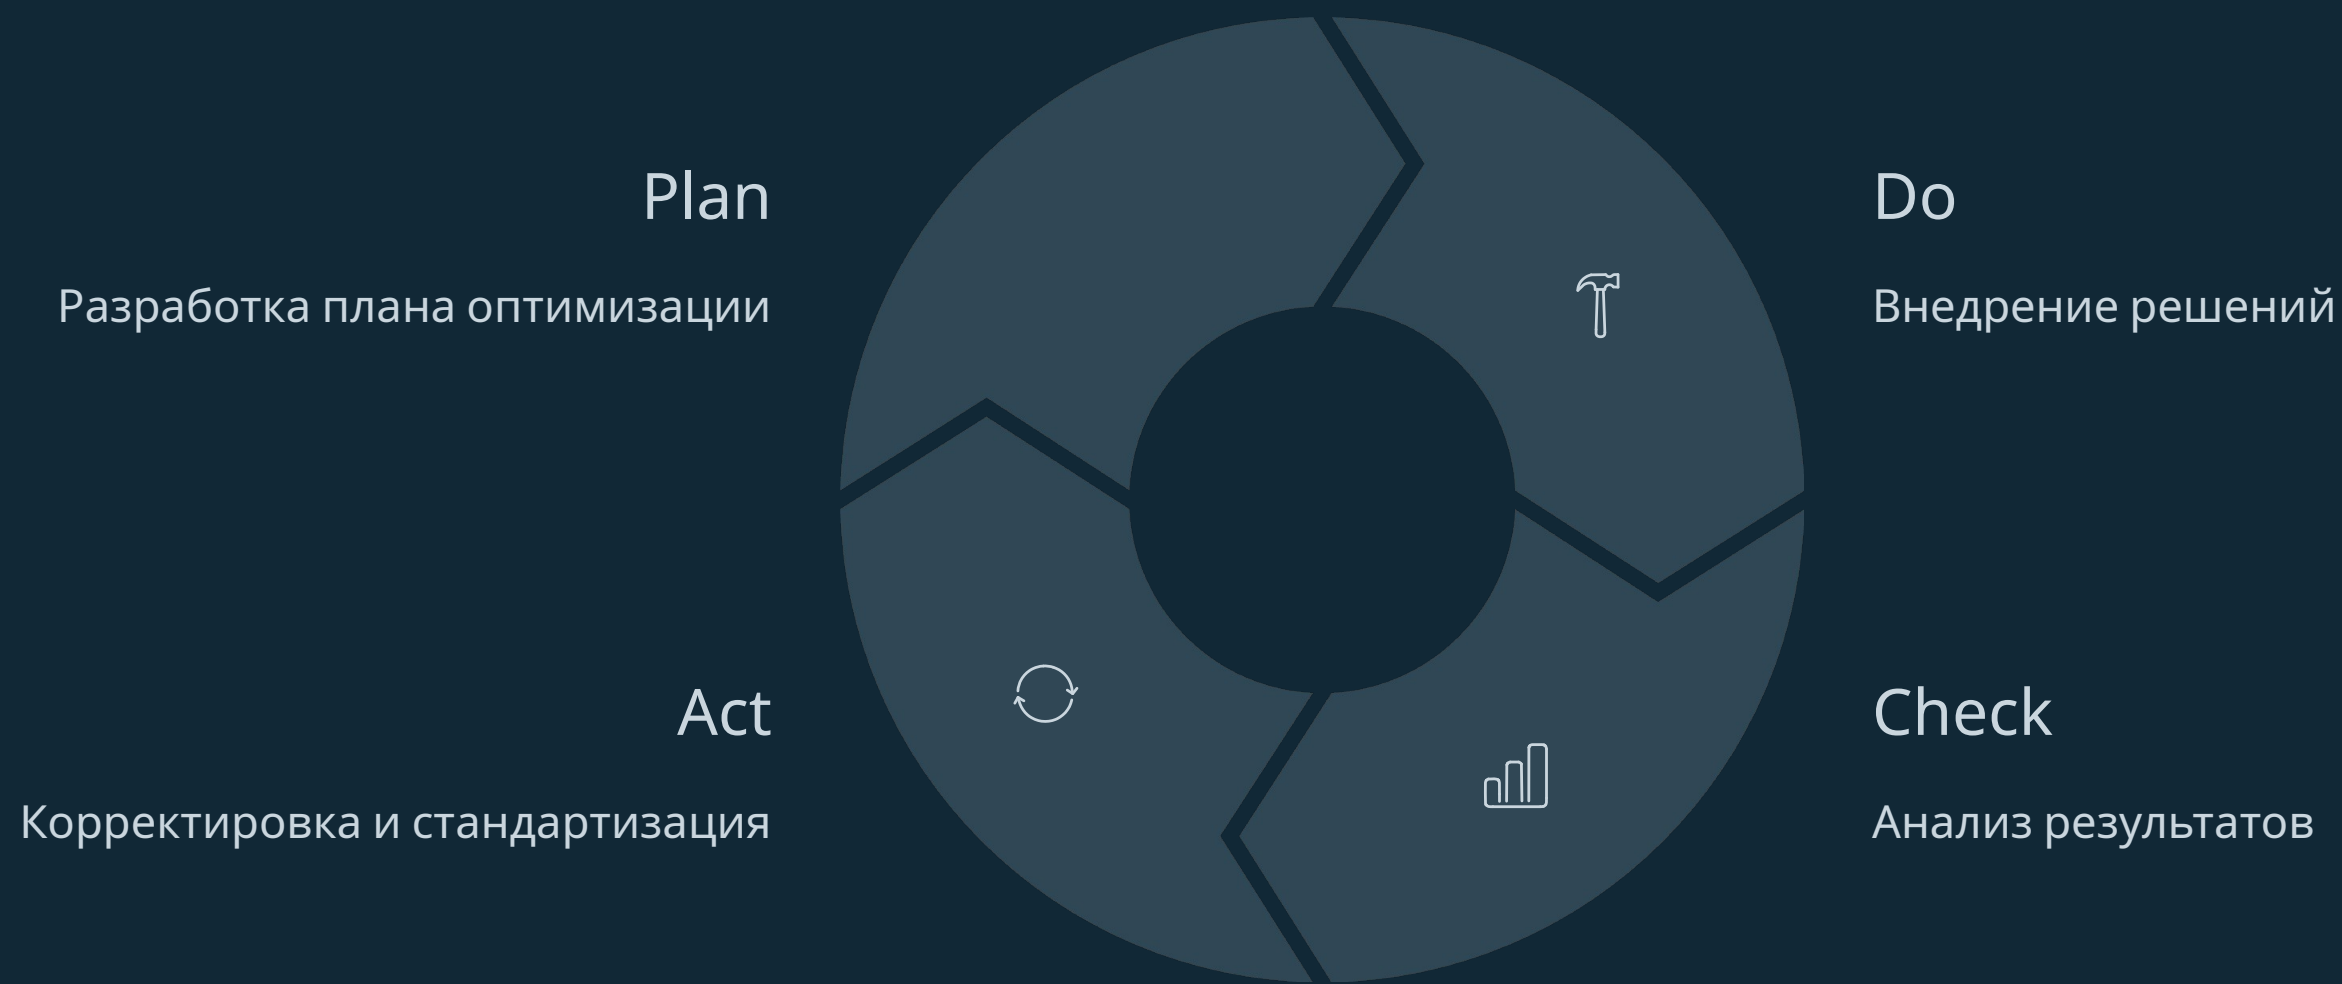 Plan
Разработка плана оптимизации
Do
Внедрение решений
Act
Корректировка и стандартизация
Check
Анализ результатов